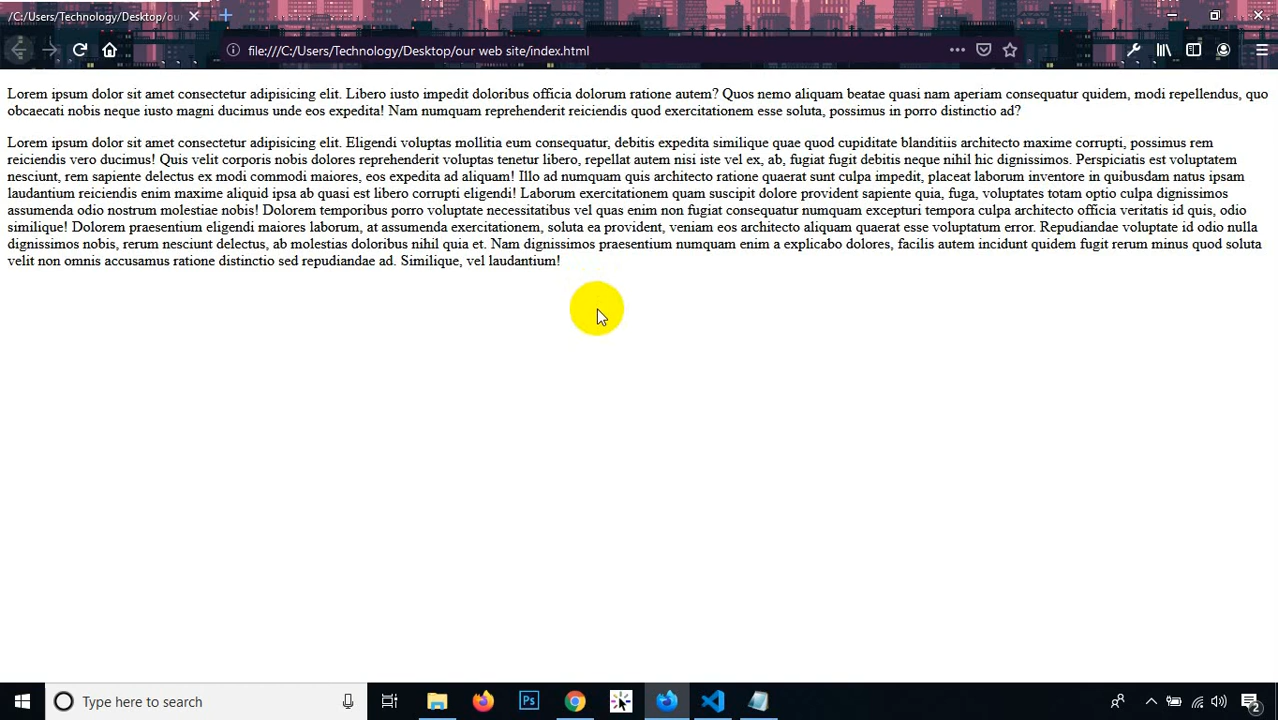 /C:/Users/Technology/Desktop/ou
file:///C:/Users/Technology/Desktop/our web site/index.html
Lorem ipsum dolor sit amet consectetur adipisicing elit. Libero iusto impedit doloribus officia dolorum ratione autem? Quos nemo aliquam beatae quasi nam aperiam consequatur quidem, modi repellendus, quo
obcaecati nobis neque iusto magni ducimus unde eos expedita! Nam numquam reprehenderit reiciendis quod exercitationem esse soluta, possimus in porro distinctio ad?
Lorem ipsum dolor sit amet consectetur adipisicing elit. Eligendi voluptas mollitia eum consequatur, debitis expedita similique quae quod cupiditate blanditiis architecto maxime corrupti, possimus rem
reiciendis vero ducimus! Quis velit corporis nobis dolores reprehenderit voluptas tenetur libero, repellat autem nisi iste vel ex, ab, fugiat fugit debitis neque nihil hic dignissimos. Perspiciatis est voluptatem
nesciunt, rem sapiente delectus ex modi commodi maiores, eos expedita ad aliquam! Illo ad numquam quis architecto ratione quaerat sunt culpa impedit, placeat laborum inventore in quibusdam natus ipsam
laudantium reiciendis enim maxime aliquid ipsa ab quasi est libero corrupti eligendi! Laborum exercitationem quam suscipit dolore provident sapiente quia, fuga, voluptates totam optio culpa dignissimos
assumenda odio nostrum molestiae nobis! Dolorem temporibus porro voluptate necessitatibus vel quas enim non fugiat consequatur numquam excepturi tempora culpa architecto officia veritatis id quis, odio
similique! Dolorem praesentium eligendi maiores laborum, at assumenda exercitationem, soluta ea provident, veniam eos architecto aliquam quaerat esse voluptatum error. Repudiandae voluptate id odio nulla
dignissimos nobis, rerum nesciunt delectus, ab molestias doloribus nihil quia et. Nam dignissimos praesentium numquam enim a explicabo dolores, facilis autem incidunt quidem fugit rerum minus quod soluta
velit non omnis accusamus ratione distinctio sed repudiandae ad. Similique, vel laudantium!
Type here to search
Ps
2